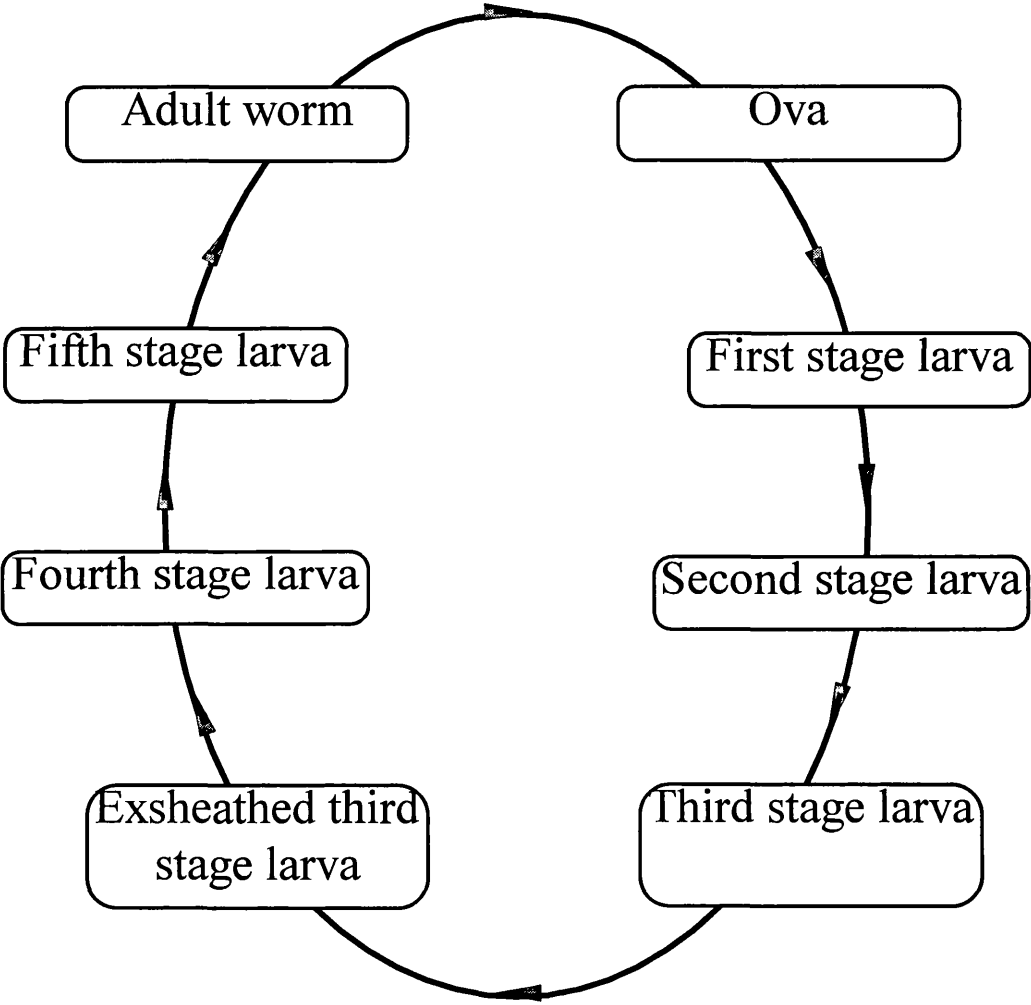 Adult worm
Ova
Fifth stage larva
First stage larva
Fourth stage larva
Second stage larva
Exsheathed third
stage larva
Third stage larva